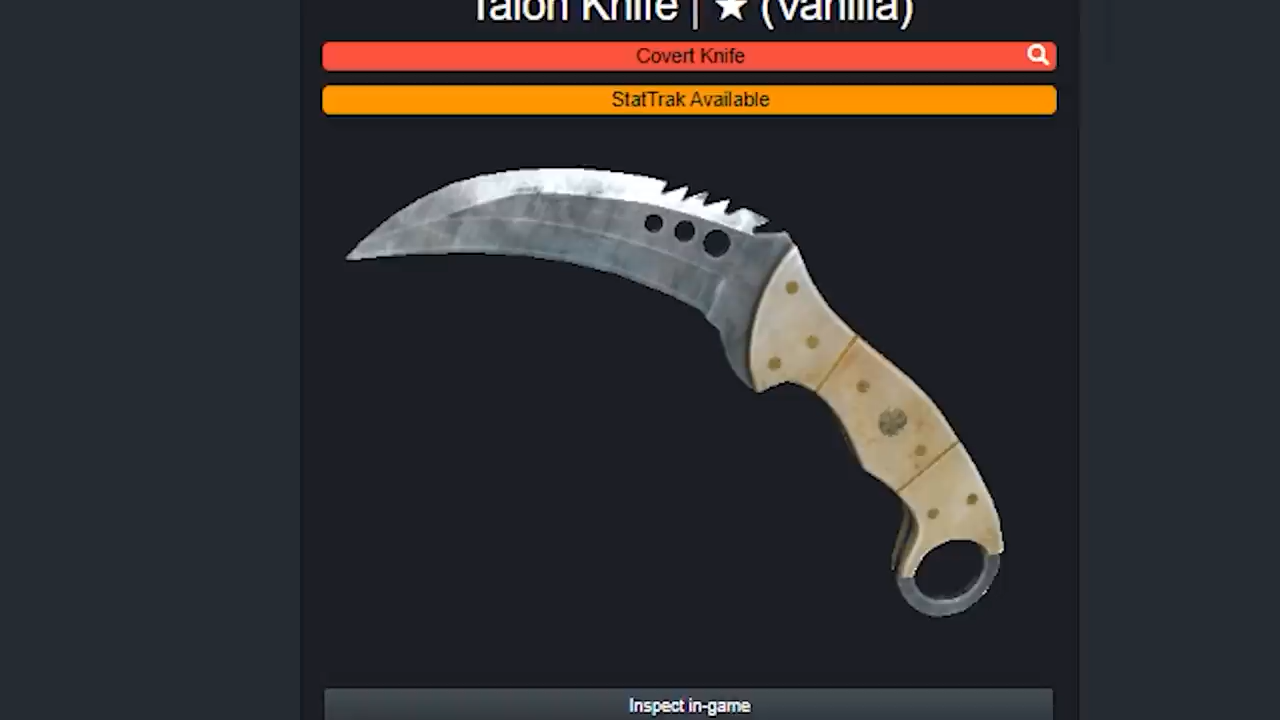 Talon Knife | ★ (Vanilla)
Covert Knife
StatTrak Available
Inspect in-game